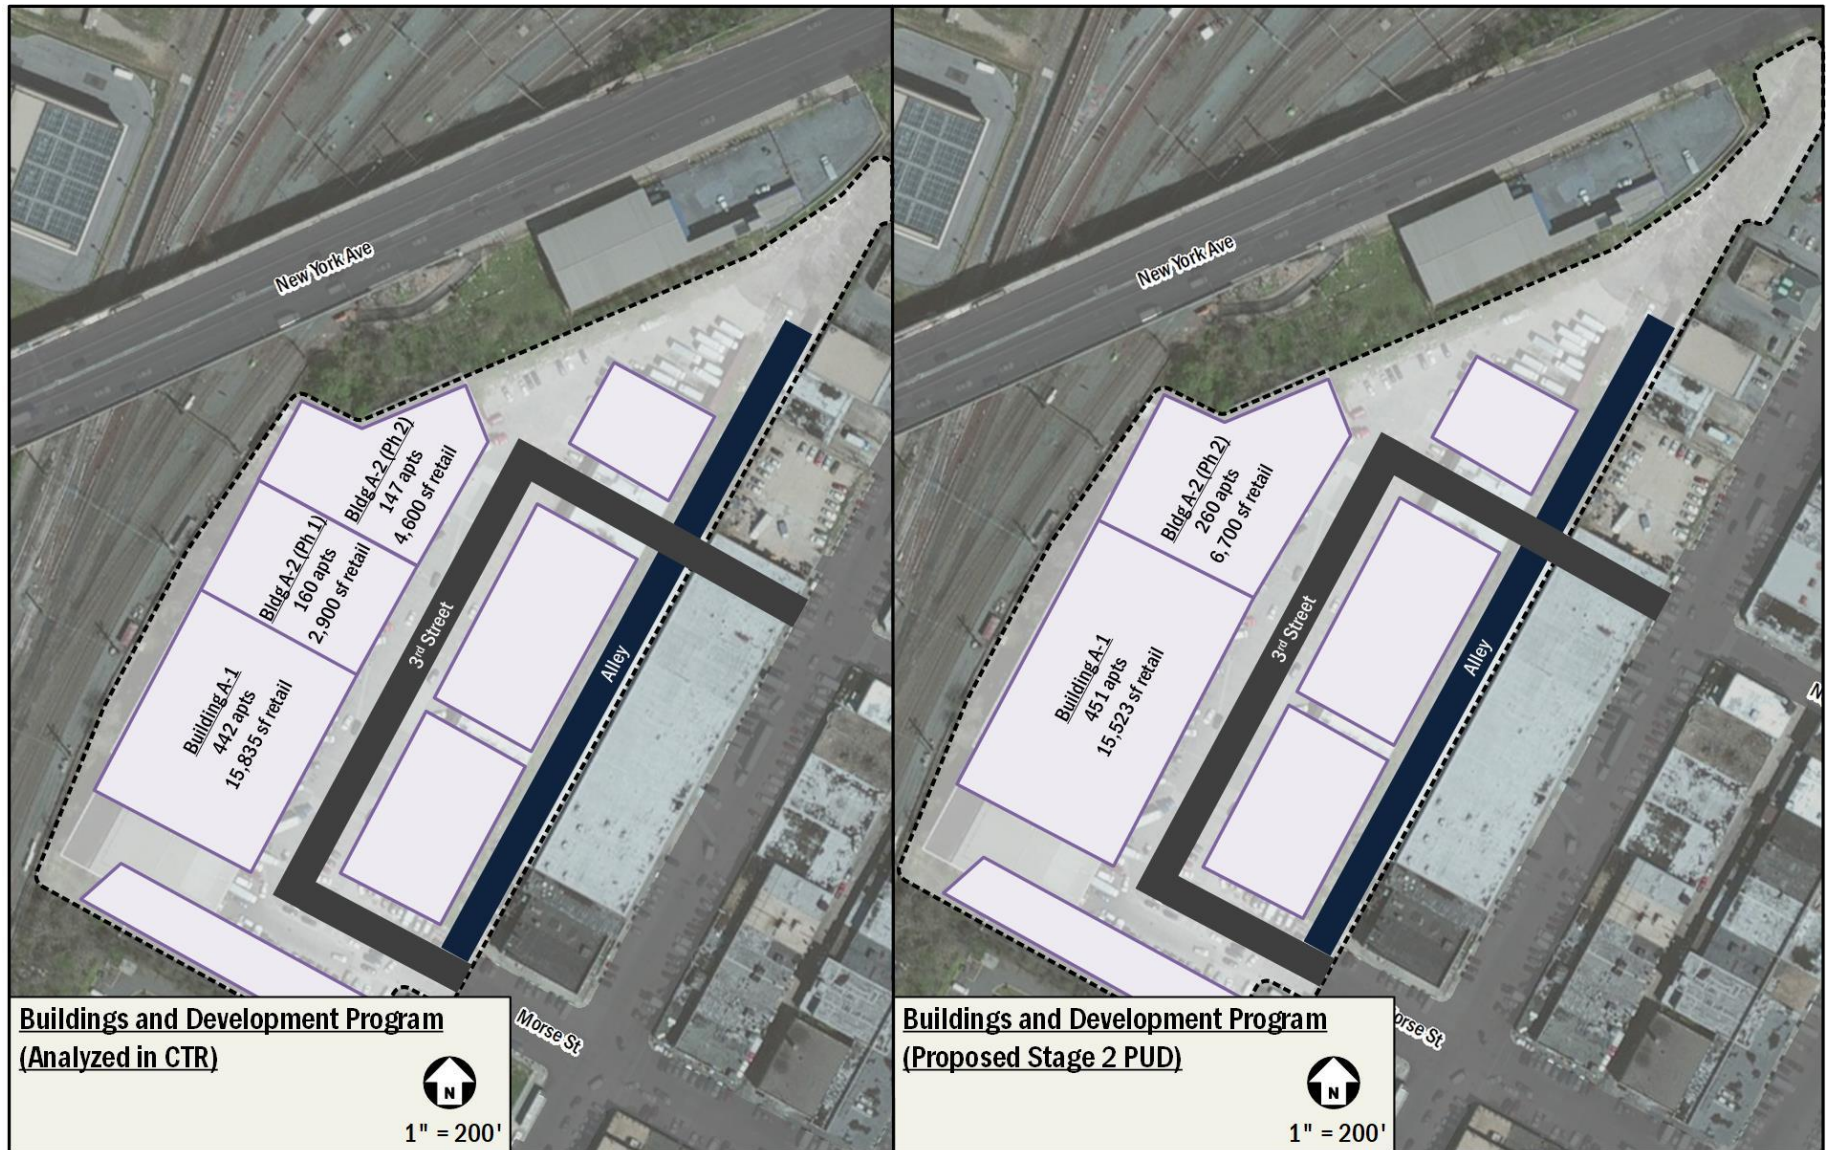 New York Ave
Bldg A-2 (Ph 2)
147 apts
4,600 sf retail
Bldg A-2 (Ph 1)
160 apts
2,900 sf retail
Building A-1
442 apts
15,835 sf retail
3rd Street
Alley
Morse St
Buildings and Development Program
(Analyzed in CTR)
N
1" = 200'
New York Ave
Bldg A-2 (Ph 2)
260 apts
6,700 sf retail
Building A-1
451 apts
15,523 sf retail
3rd Street
Alley
N
orse St
Buildings and Development Program
(Proposed Stage 2 PUD)
N
1" = 200'